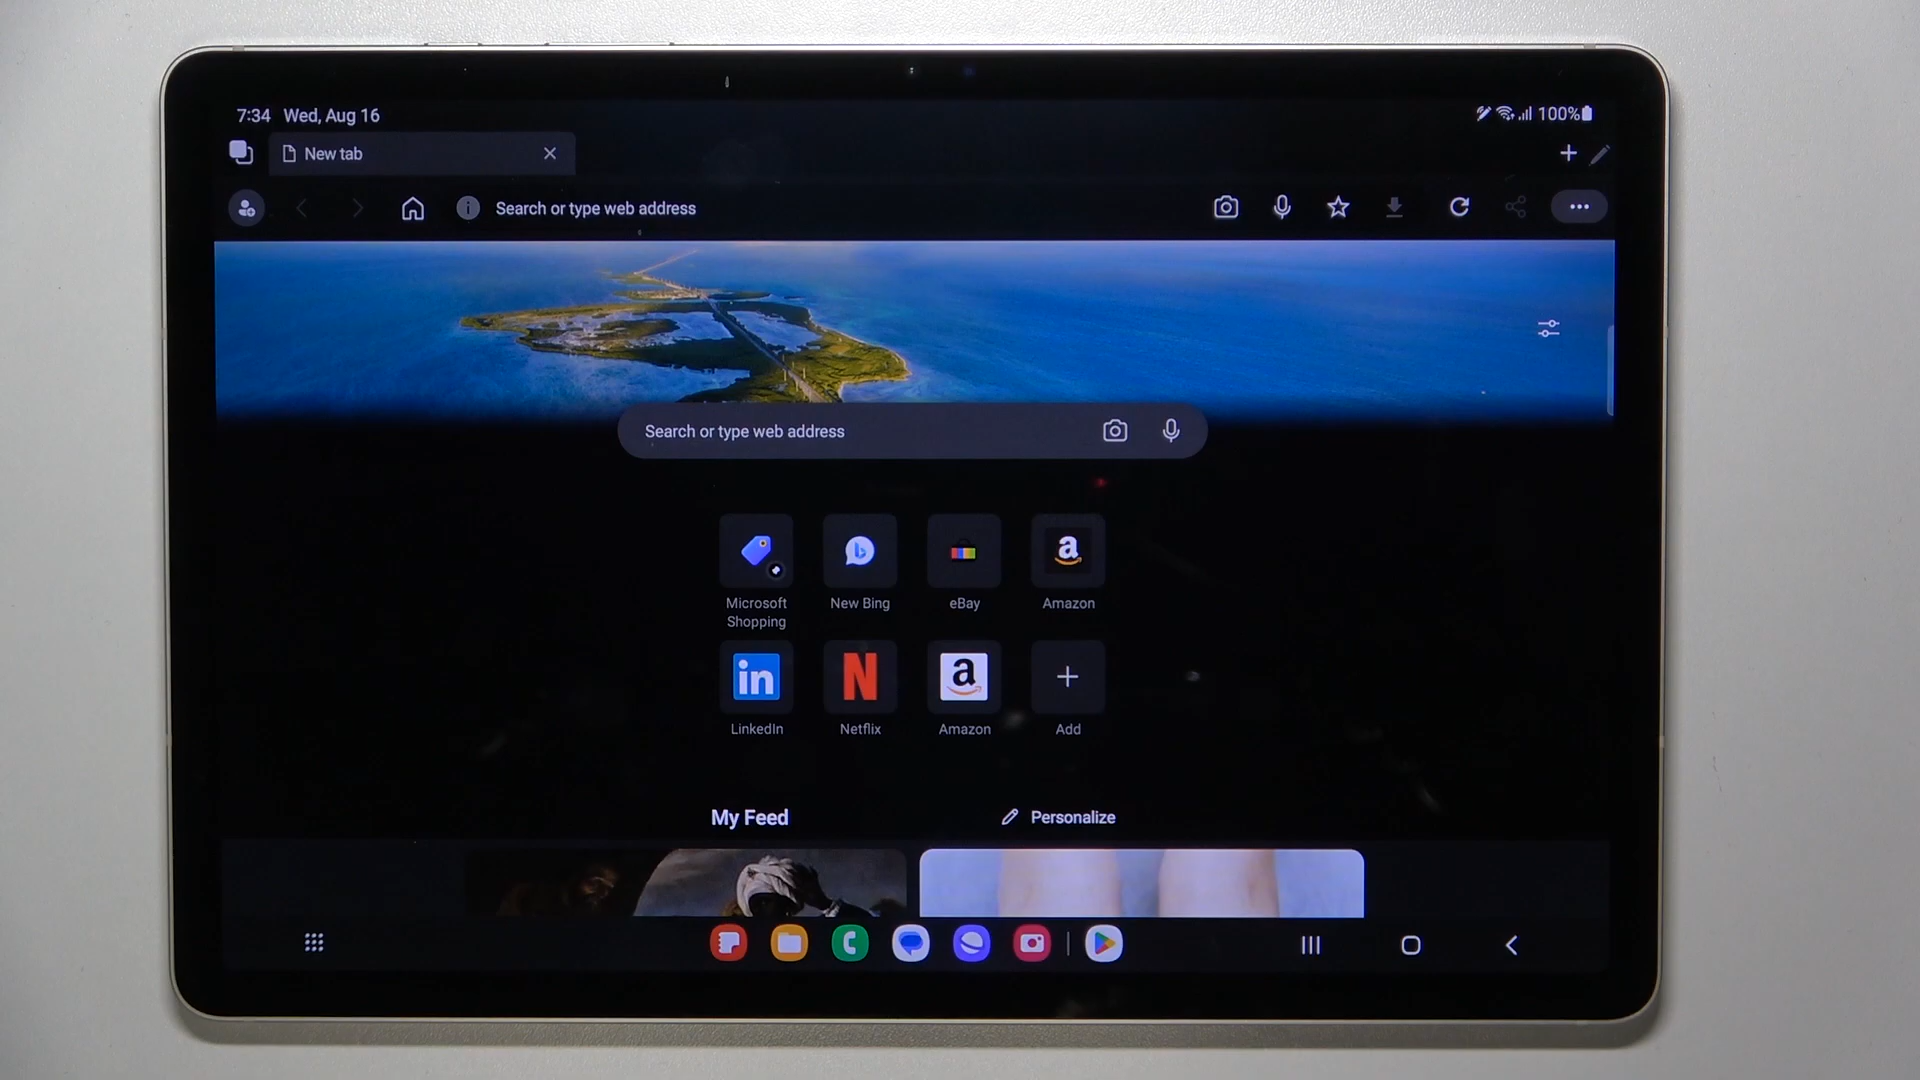 7:34 Wed, Aug 16 100%
New tab
Search or type web address
Search or type web address
Microsoft Shopping
New Bing
eBay
a
Amazon
in
LinkedIn
N
Netflix
a
Amazon
Add
My Feed
Personalize